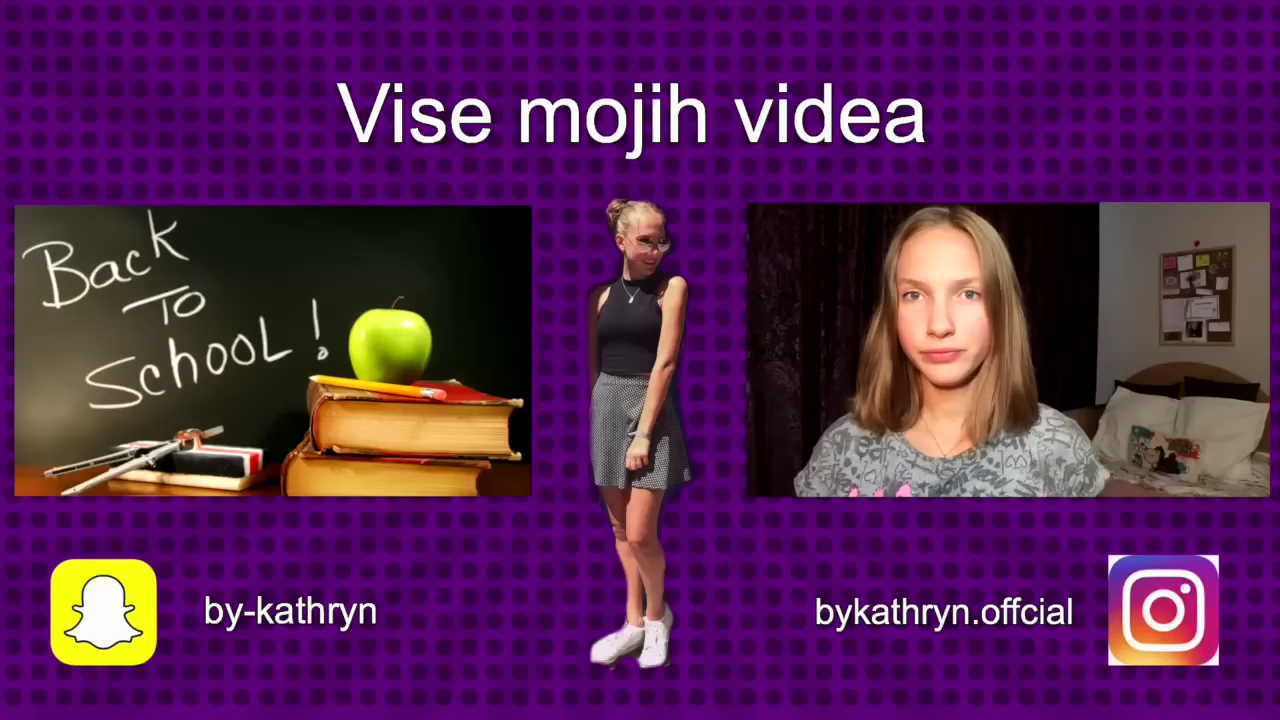 Vise mojih videa
Back
To
School!
by-kathryn
bykathryn.offcial